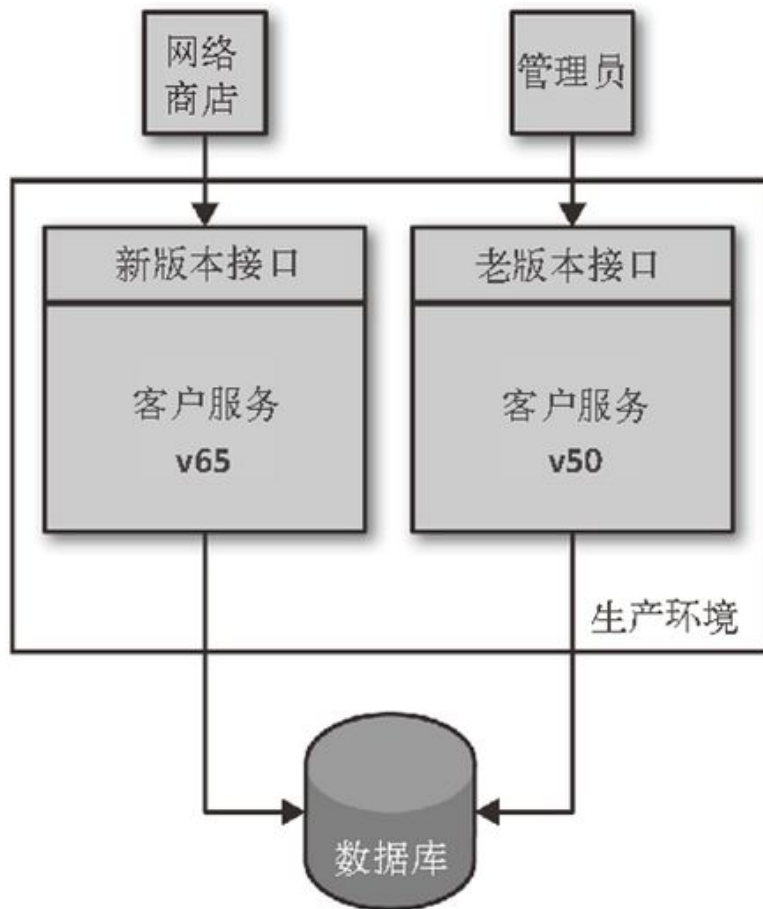 网络
商店
管理员
新版本接口
老版本接口
客户服务
v65
客户服务
v50
生产环境
数据库